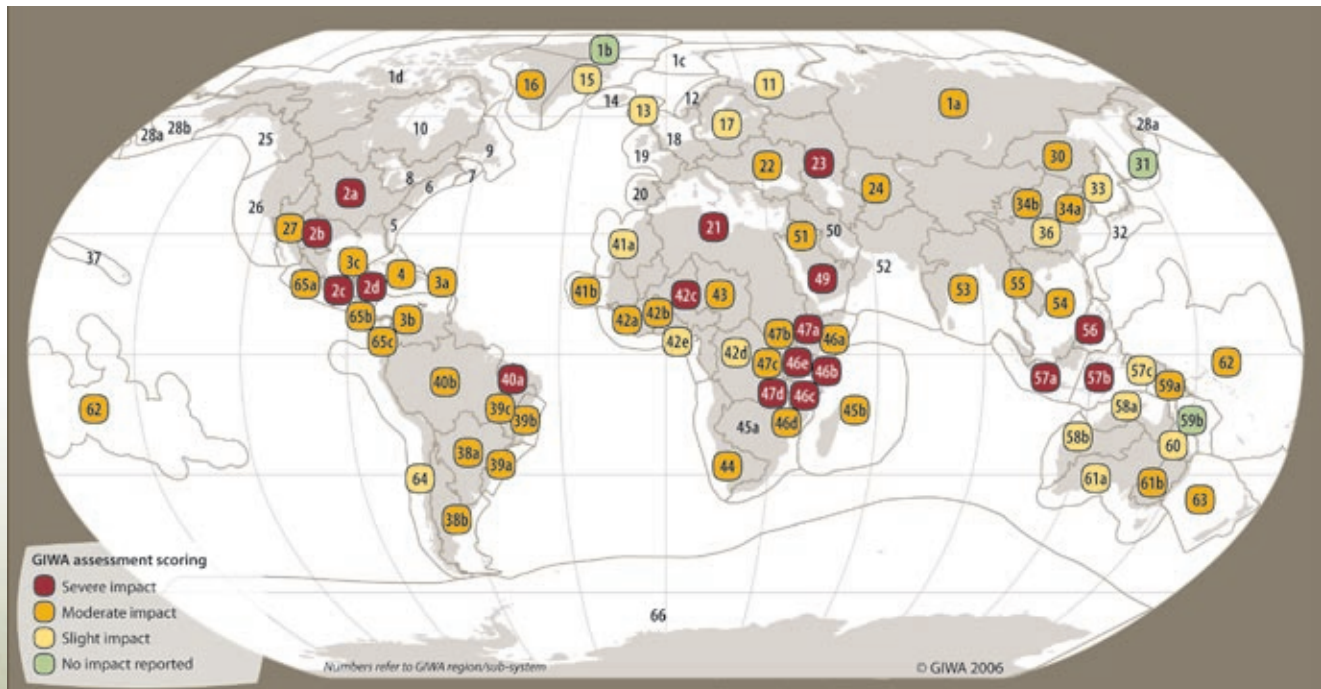 1b
1c
1d
16
15
11
14
12
1a
13
28b
28a
10
17
18
28a
25
9
19
30
31
22
23
8
7
6
24
33
2a
20
34b
34a
26
5
27
2b
21
51
50
36
32
41a
37
3c
4
3a
52
65a
2c
2d
49
41b
42c
43
53
55
54
65b
3b
42a
42b
47b
47a
46a
56
65c
42e
42d
47c
46e
46b
62
57c
40b
40a
57a
57b
59a
47d
46c
62
39c
39b
46d
45b
58a
59b
45a
58b
60
38a
39a
44
64
61a
61b
63
38b
GIWA assessment scoring
Severe impact
Moderate impact
Slight impact
No impact reported
66
Numbers refer to GIWA region/sub-system
© GIWA 2006